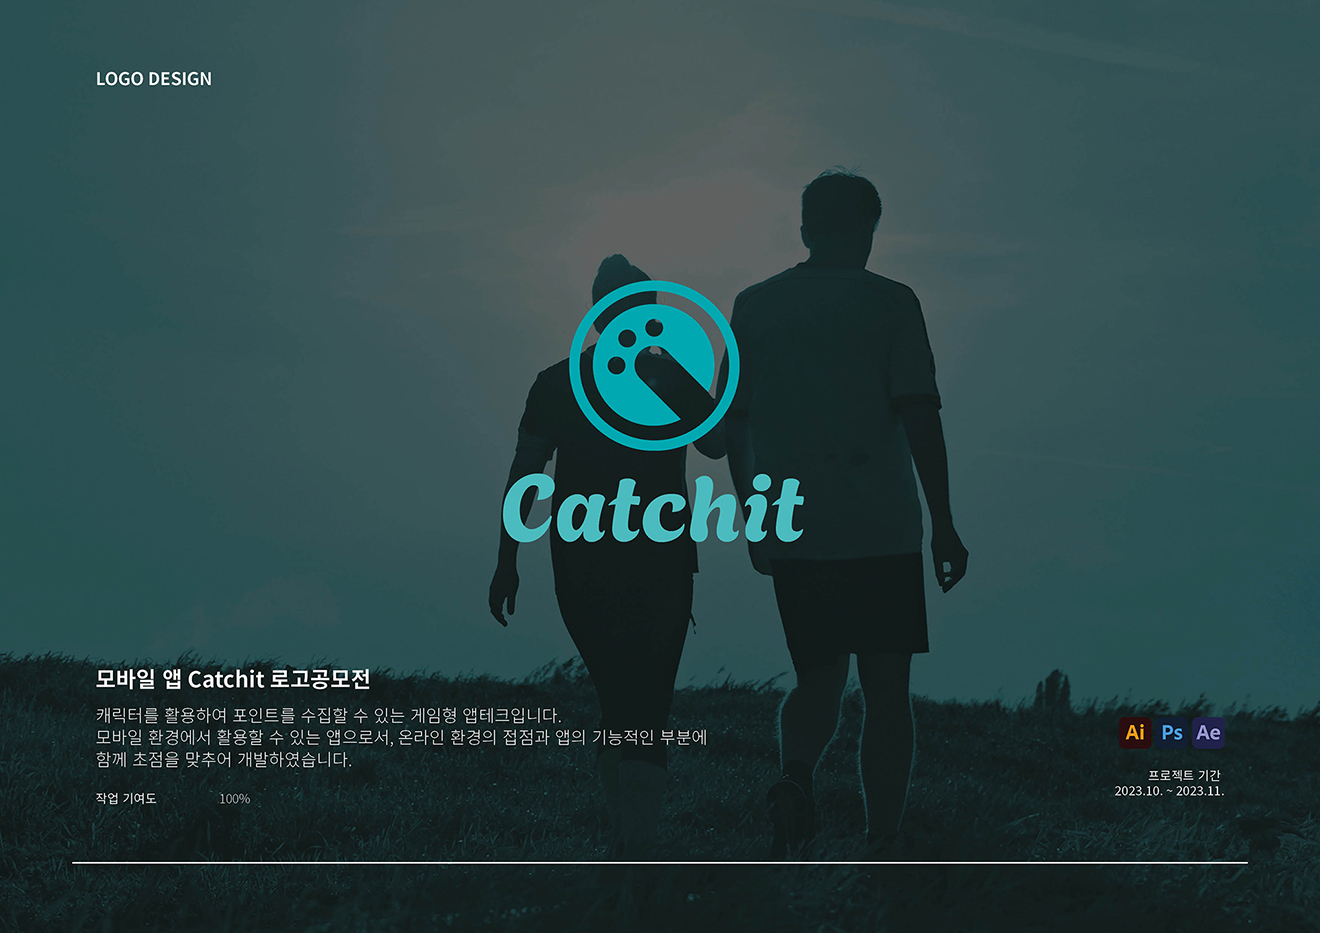 LOGO DESIGN
Catchit
모바일 앱 Catchit 로고공모전
캐릭터를 활용하여 포인트를 수집할 수 있는 게임형 앱테크입니다.
모바일 환경에서 활용할 수 있는 앱으로서, 온라인 환경의 접점과 앱의 기능적인 부분에
함께 초점을 맞추어 개발하였습니다.
작업 기여도 100%
Ai Ps Ae
프로젝트 기간
2023.10. ~ 2023.11.